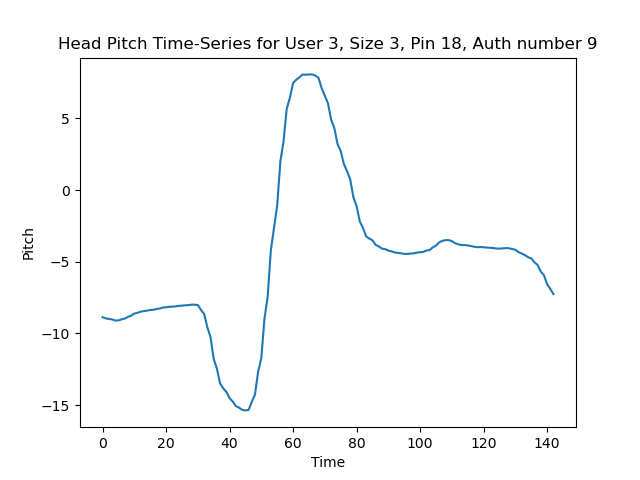 Head Pitch Time-Series for User 3, Size 3, Pin 18, Auth number 9
5
0
−5
−10
−15
Pitch
0 20 40 60 80 100 120 140
Time